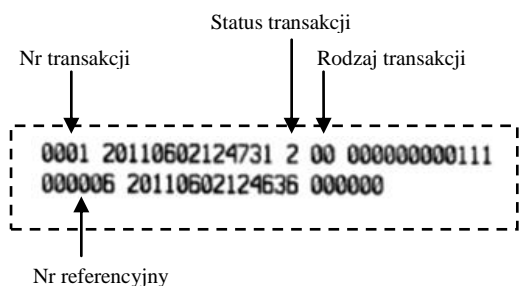 Status transakcji
Nr transakcji
Rodzaj transakcji
0001 20110602124731 2 00 000000000111
000006 20110602124636 000000
Nr referencyjny